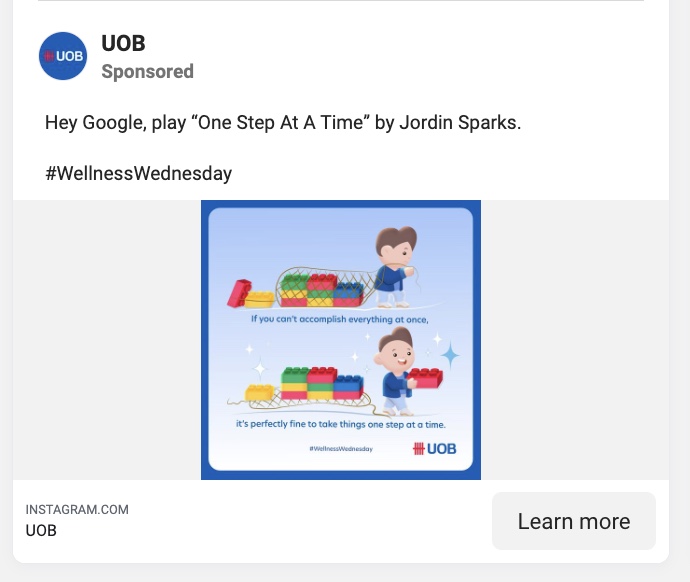 UOB
UOB
Sponsored
Hey Google, play “One Step At A Time” by Jordin Sparks.
#WellnessWednesday
If you can't accomplish everything at once,
it's perfectly fine to take things one step at a time.
#WellnessWednesday
UOB
INSTAGRAM.COM
UOB
Learn more